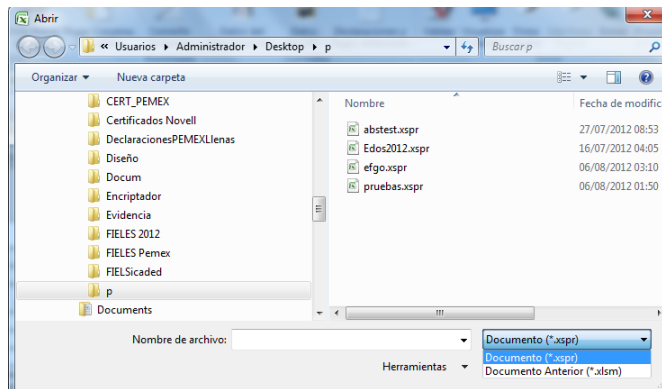 Abrir
« Usuarios ▸ Administrador ▸ Desktop ▸ p
Buscar p
Organizar
Nueva carpeta
CERT_PEMEX
Certificados Novell
DeclaracionesPEMEXLlenas
Diseño
Docum
Encriptador
Evidencia
FIELES 2012
FIELES Pemex
FIELSicaded
p
Documents
Nombre
Fecha de modific
abstest.xspr
27/07/2012 08:53
Edos2012.xspr
16/07/2012 04:05
efgo.xspr
06/08/2012 03:10
pruebas.xspr
06/08/2012 01:50
Nombre de archivo:
Documento (*.xspr)
Documento (*.xspr)
Documento Anterior (*.xlsm)
Herramientas